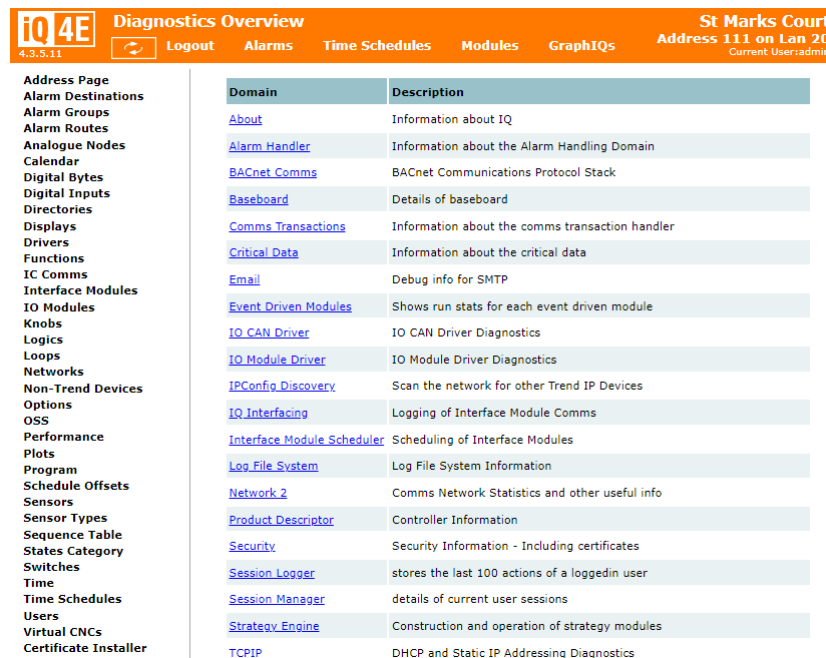 iQ 4E
4.3.5.11
Diagnostics Overview
Logout Alarms Time Schedules Modules GraphIQs
St Marks Court
Address 111 on Lan 20
Current User:admin
Address Page
Alarm Destinations
Alarm Groups
Alarm Routes
Analogue Nodes
Calendar
Digital Bytes
Digital Inputs
Directories
Displays
Drivers
Functions
IC Comms
Interface Modules
IO Modules
Knobs
Logics
Loops
Networks
Non-Trend Devices
Options
OSS
Performance
Plots
Program
Schedule Offsets
Sensors
Sensor Types
Sequence Table
States Category
Switches
Time
Time Schedules
Users
Virtual CNCs
Certificate Installer
Domain Description
About Information about IQ
Alarm Handler Information about the Alarm Handling Domain
BACnet Comms BACnet Communications Protocol Stack
Baseboard Details of baseboard
Comms Transactions Information about the comms transaction handler
Critical Data Information about the critical data
Email Debug info for SMTP
Event Driven Modules Shows run stats for each event driven module
IO CAN Driver IO CAN Driver Diagnostics
IO Module Driver IO Module Driver Diagnostics
IPConfig Discovery Scan the network for other Trend IP Devices
IQ Interfacing Logging of Interface Module Comms
Interface Module Scheduler Scheduling of Interface Modules
Log File System Log File System Information
Network 2 Comms Network Statistics and other useful info
Product Descriptor Controller Information
Security Security Information - Including certificates
Session Logger stores the last 100 actions of a loggedin user
Session Manager details of current user sessions
Strategy Engine Construction and operation of strategy modules
TCPIP DHCP and Static IP Addressing Diagnostics